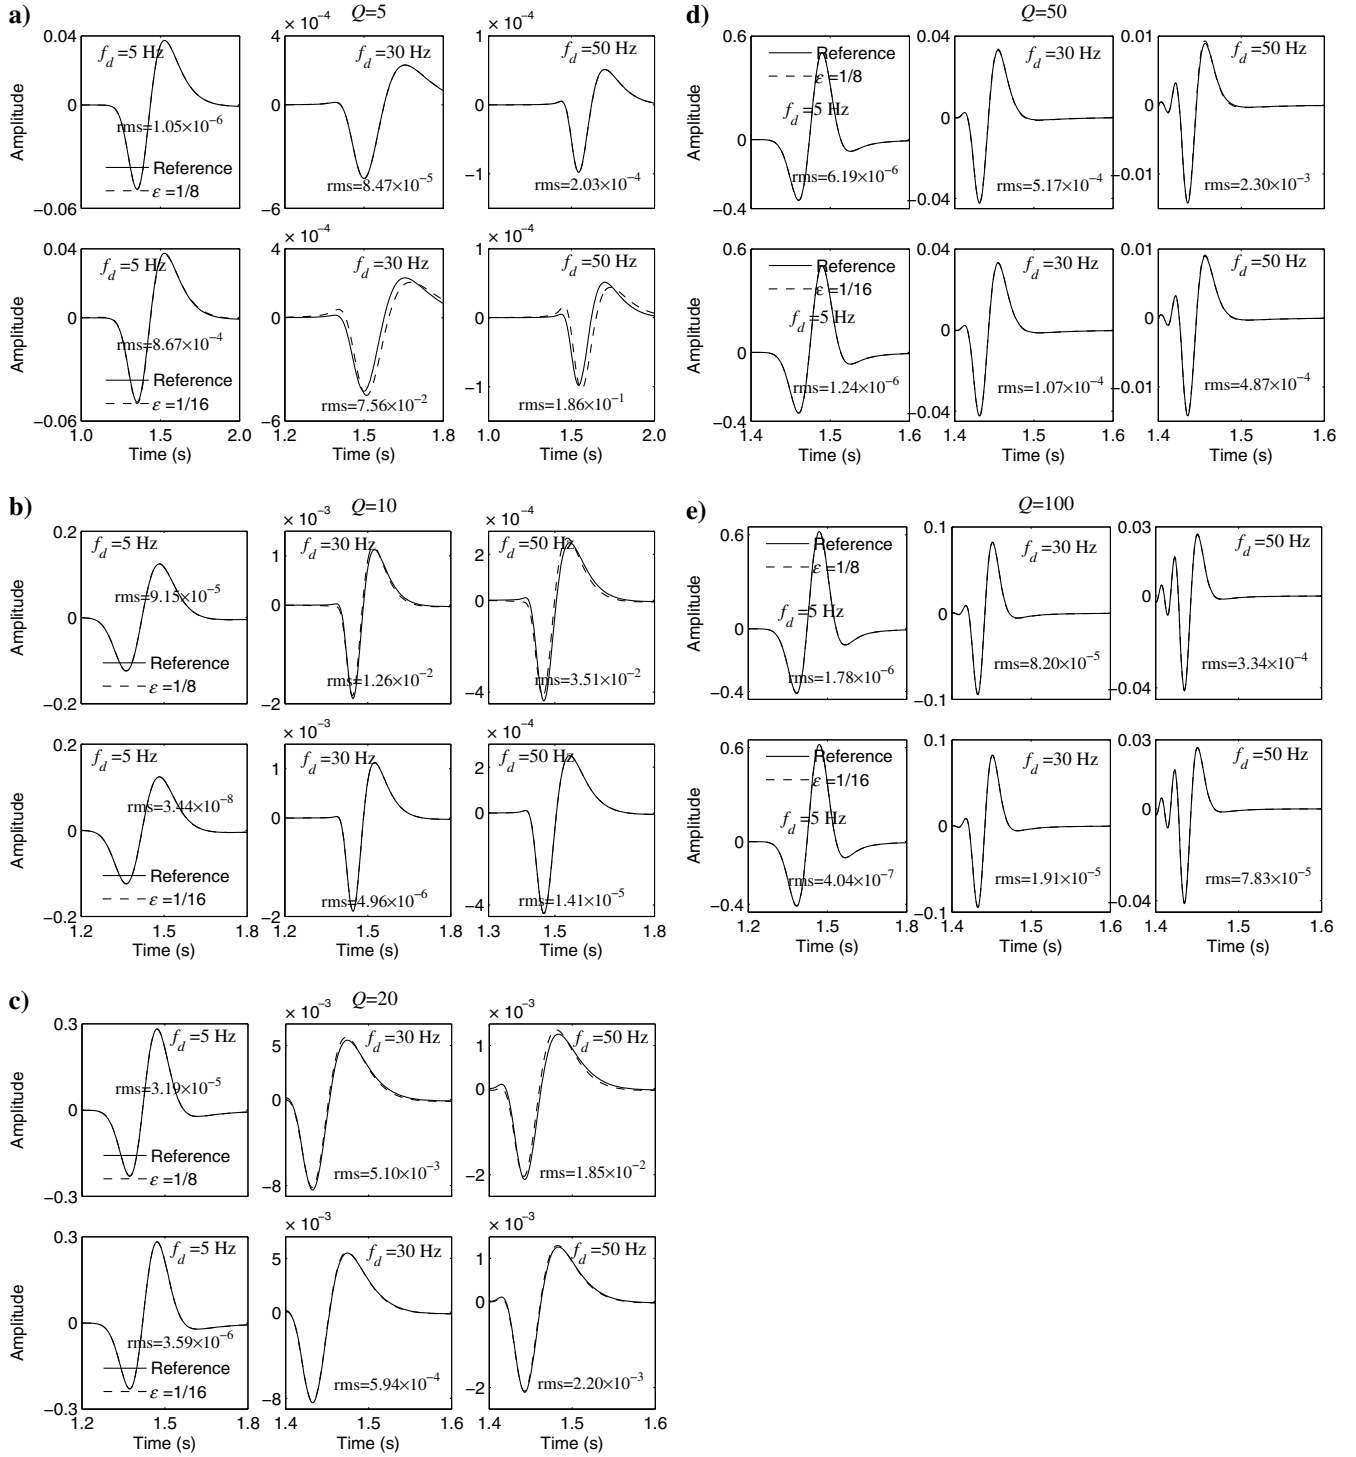 a)
Q=5
× 10⁻⁴
× 10⁻⁴
0.04
0
−0.06
Amplitude
f_d=5 Hz
rms=1.05×10⁻⁶
Reference
ε =1/8
4
0
−6
f_d=30 Hz
rms=8.47×10⁻⁵
1
0
−1
f_d=50 Hz
rms=2.03×10⁻⁴
× 10⁻⁴
× 10⁻⁴
0.04
0
−0.06
Amplitude
f_d=5 Hz
rms=8.67×10⁻⁴
Reference
ε =1/16
1.0 1.5 2.0
Time (s)
4
0
−6
f_d=30 Hz
rms=7.56×10⁻²
1.2 1.5 1.8
Time (s)
1
0
−1
f_d=50 Hz
rms=1.86×10⁻¹
1.0 1.5 2.0
Time (s)
b)
Q=10
× 10⁻³
× 10⁻⁴
0.2
0
−0.2
Amplitude
f_d=5 Hz
rms=9.15×10⁻⁵
Reference
ε =1/8
1
0
−2
f_d=30 Hz
rms=1.26×10⁻²
2
0
−4
f_d=50 Hz
rms=3.51×10⁻²
× 10⁻³
× 10⁻⁴
0.2
0
−0.2
Amplitude
f_d=5 Hz
rms=3.44×10⁻⁸
Reference
ε =1/16
1.2 1.5 1.8
Time (s)
1
0
−2
f_d=30 Hz
rms=4.96×10⁻⁶
1.2 1.5 1.8
Time (s)
2
0
−4
f_d=50 Hz
rms=1.41×10⁻⁵
1.3 1.5 1.8
Time (s)
c)
Q=20
× 10⁻³
× 10⁻³
0.3
0
−0.3
Amplitude
f_d=5 Hz
rms=3.19×10⁻⁵
Reference
ε =1/8
5
0
−8
f_d=30 Hz
rms=5.10×10⁻³
1
0
−2
f_d=50 Hz
rms=1.85×10⁻²
× 10⁻³
× 10⁻³
0.3
0
−0.3
Amplitude
f_d=5 Hz
rms=3.59×10⁻⁶
Reference
ε =1/16
1.2 1.5 1.8
Time (s)
5
0
−8
f_d=30 Hz
rms=5.94×10⁻⁴
1.4 1.5 1.6
Time (s)
1
0
−2
f_d=50 Hz
rms=2.20×10⁻³
1.4 1.5 1.6
Time (s)
d)
Q=50
0.6
0
−0.4
Amplitude
Reference
ε =1/8
f_d=5 Hz
rms=6.19×10⁻⁶
0.04
0
−0.04
f_d=30 Hz
rms=5.17×10⁻⁴
0.01
0
−0.01
f_d=50 Hz
rms=2.30×10⁻³
0.6
0
−0.4
Amplitude
Reference
ε =1/16
f_d=5 Hz
rms=1.24×10⁻⁶
1.4 1.5 1.6
Time (s)
0.04
0
−0.04
f_d=30 Hz
rms=1.07×10⁻⁴
1.4 1.5 1.6
Time (s)
0.01
0
−0.01
f_d=50 Hz
rms=4.87×10⁻⁴
1.4 1.5 1.6
Time (s)
e)
Q=100
0.6
0
−0.4
Amplitude
Reference
ε =1/8
f_d=5 Hz
rms=1.78×10⁻⁶
0.1
0
−0.1
f_d=30 Hz
rms=8.20×10⁻⁵
0.03
0
−0.04
f_d=50 Hz
rms=3.34×10⁻⁴
0.6
0
−0.4
Amplitude
Reference
ε =1/16
f_d=5 Hz
rms=4.04×10⁻⁷
1.2 1.5 1.8
Time (s)
0.1
0
−0.1
f_d=30 Hz
rms=1.91×10⁻⁵
1.4 1.5 1.6
Time (s)
0.03
0
−0.04
f_d=50 Hz
rms=7.83×10⁻⁵
1.4 1.5 1.6
Time (s)